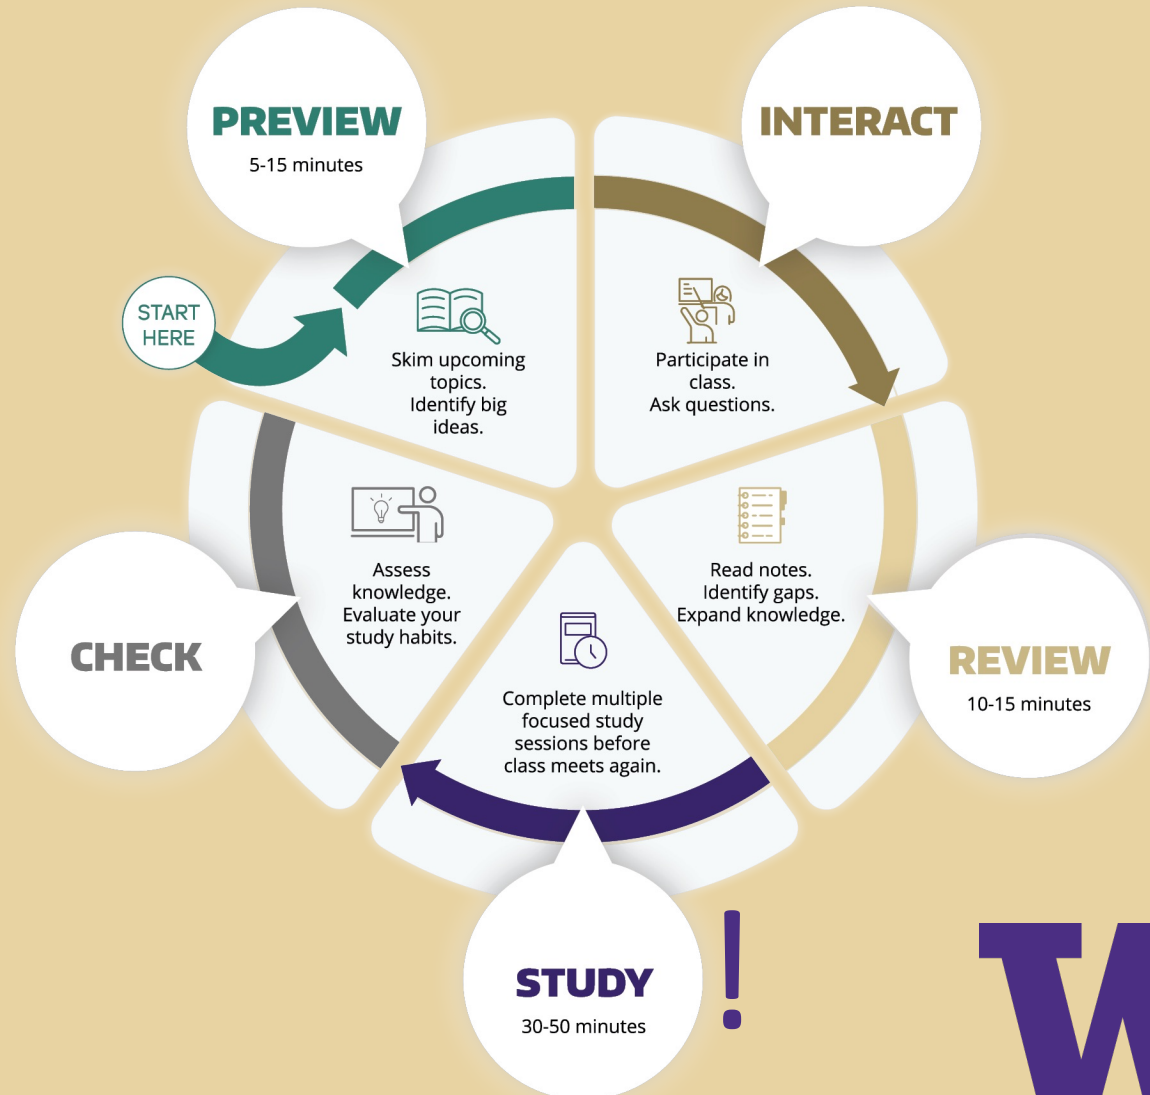 PREVIEW
5-15 minutes
START
HERE
Skim upcoming
topics.
Identify big
ideas.
INTERACT
Participate in
class.
Ask questions.
Read notes.
Identify gaps.
Expand knowledge.
REVIEW
10-15 minutes
Complete multiple
focused study
sessions before
class meets again.
STUDY
30-50 minutes
!
Assess
knowledge.
Evaluate your
study habits.
CHECK
W